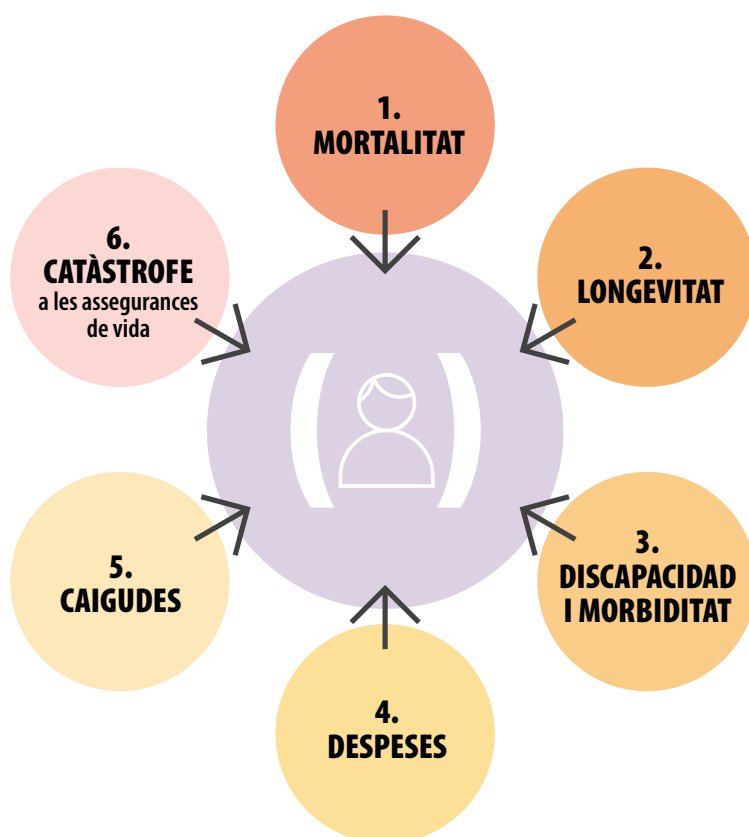 1.
MORTALITAT
2.
LONGEVITAT
3.
DISCAPACIDAD
I MORBIDITAT
4.
DESPESES
5.
CAIGUDES
6.
CATÀSTROFE
a les assegurances
de vida